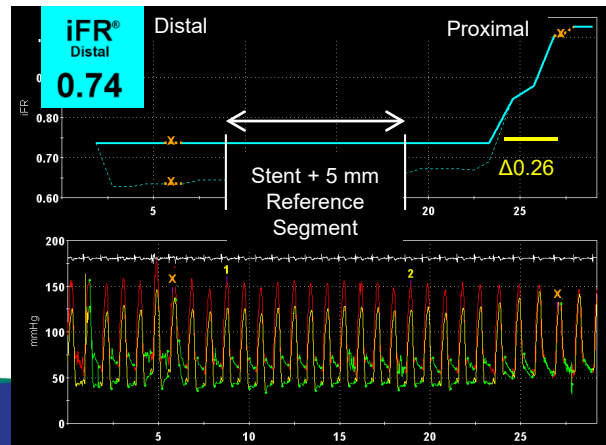 iFR®
Distal
0.74
Distal
Proximal
iFR
0.80
0.70
0.60
5
20
25
Stent + 5 mm
Reference
Segment
Δ0.26
mmHg
200
150
100
50
0
X
1
2
X
5
10
15
20
25